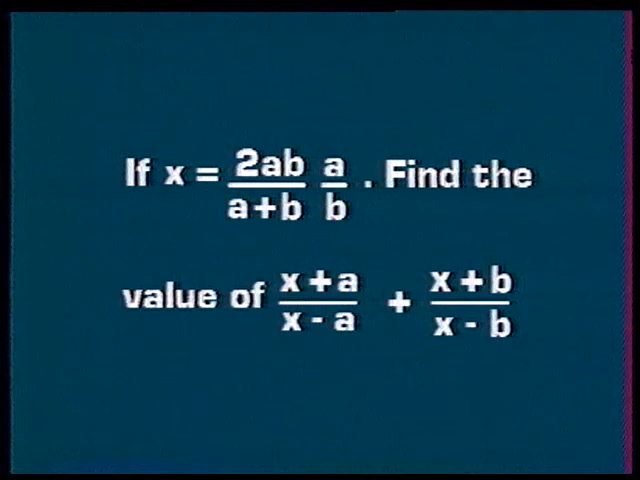 If x = 2ab/a+b a/b . Find the
value of x+a/x-a + x+b/x-b